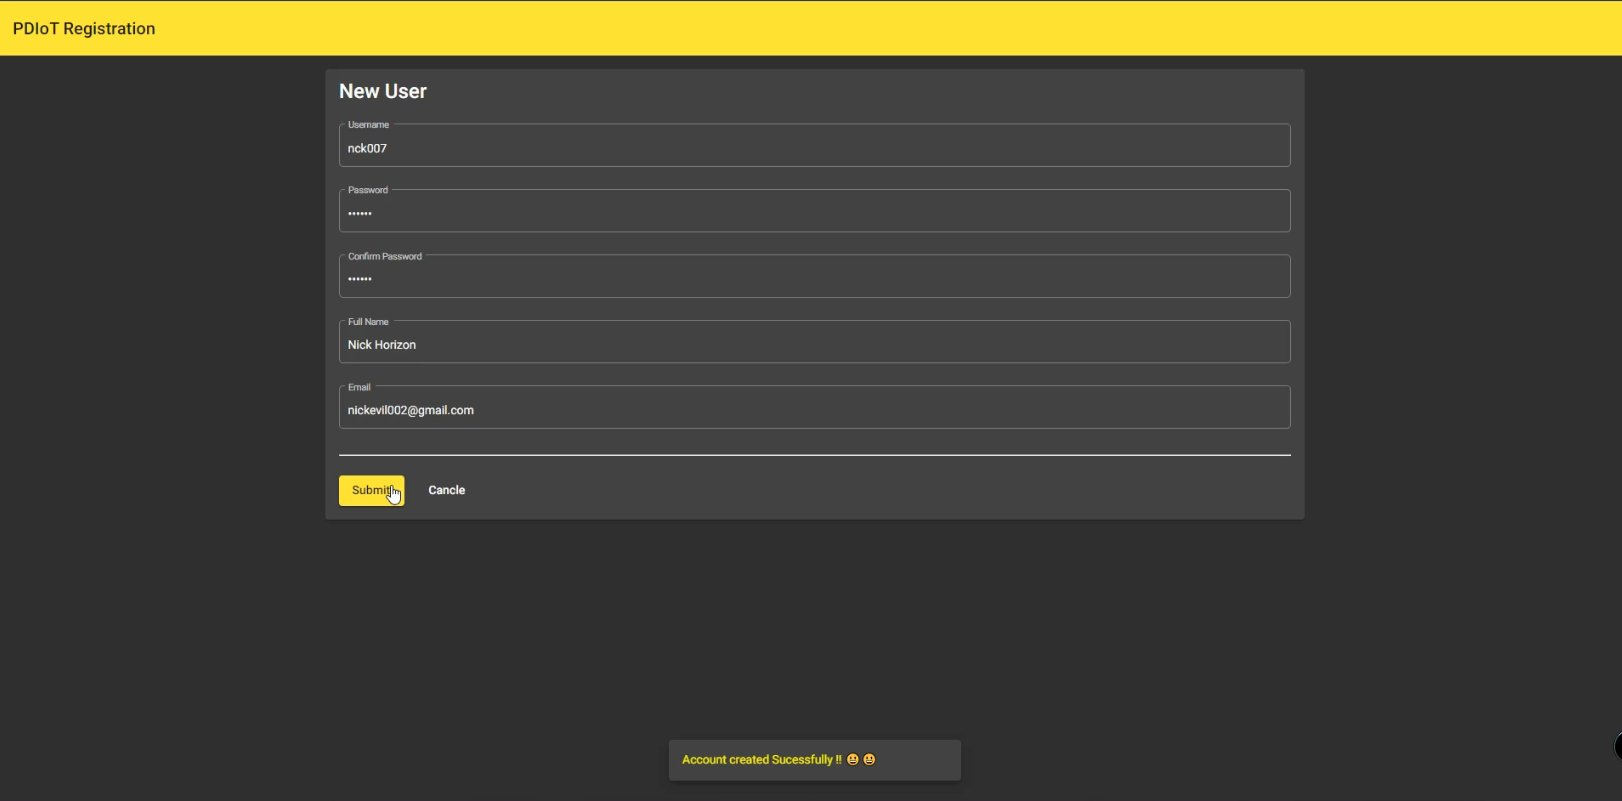 PDIoT Registration
New User
Username
nck007
Password
••••••
Confirm Password
••••••
Full Name
Nick Horizon
Email
nickevil002@gmail.com
Submit
Cancle
Account created Sucessfully !! 😀 😀